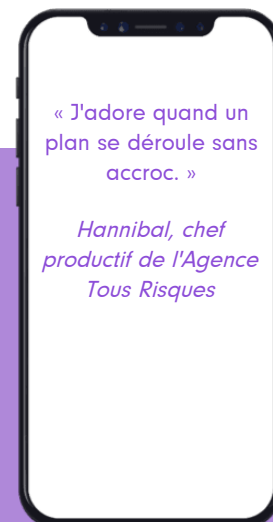 « J'adore quand un
plan se déroule sans
accroc. »
Hannibal, chef
productif de l'Agence
Tous Risques